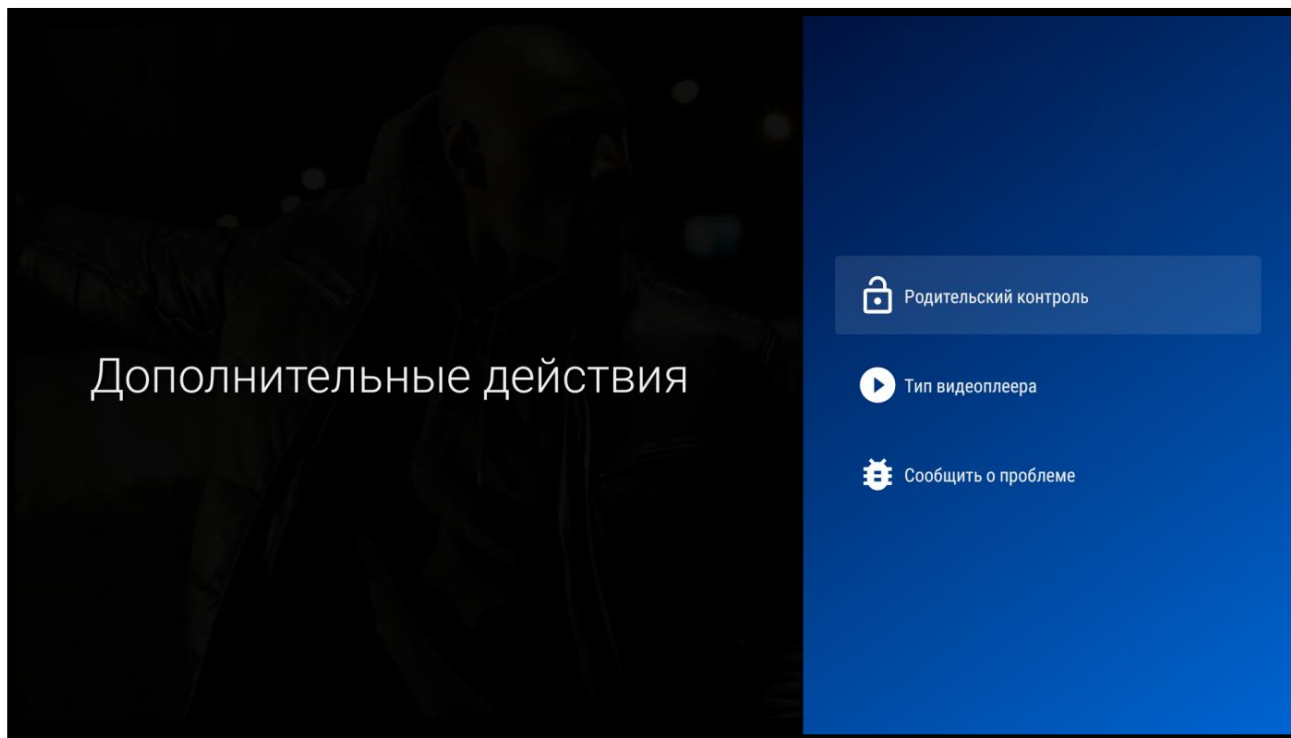 Дополнительные действия
Родительский контроль
Тип видеоплеера
Сообщить о проблеме